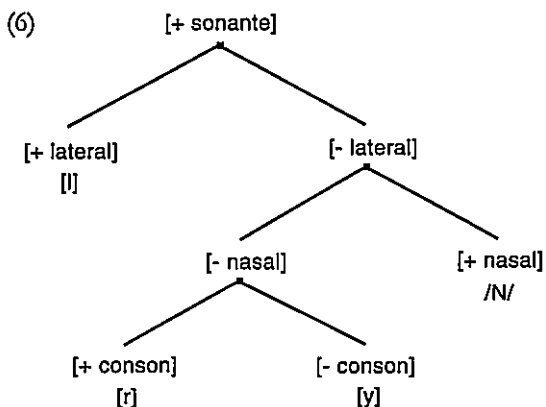 (6) [+ sonante]
[+ lateral] [- lateral]
[l]
[- nasal] [+ nasal]
/N/
[+ conson] [- conson]
[r] [y]